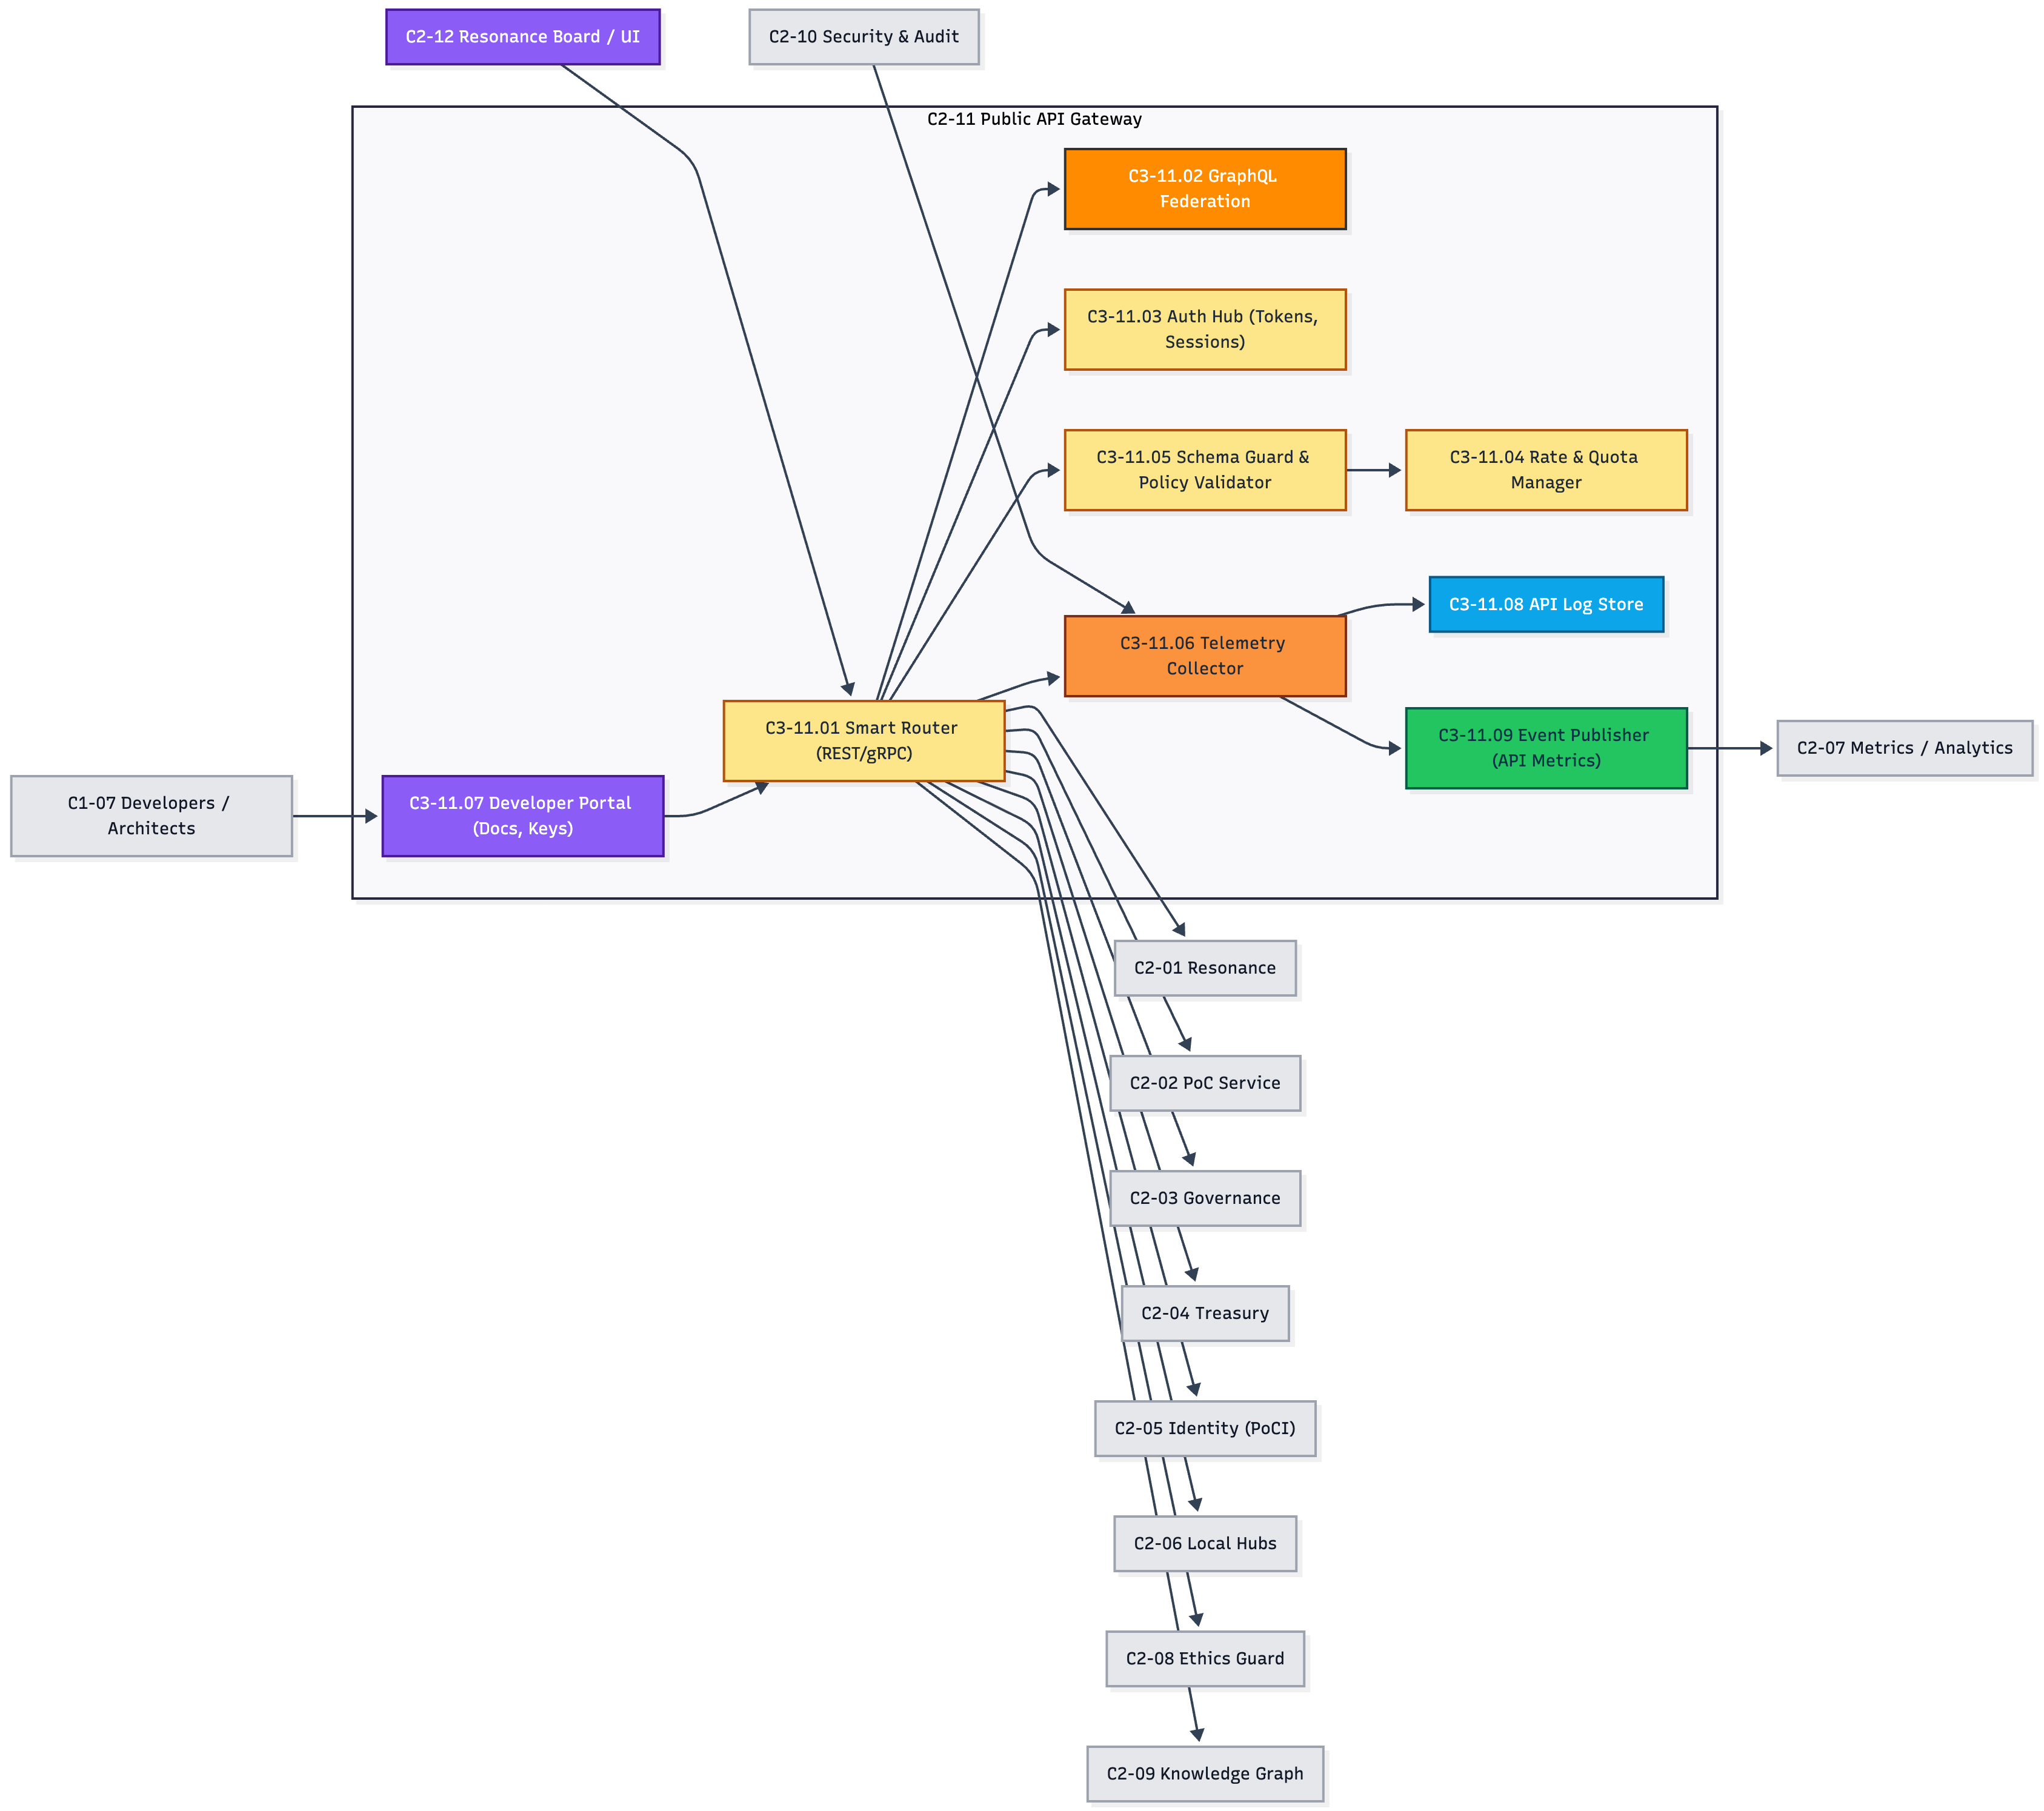 C2-12 Resonance Board / UI
C2-10 Security & Audit
C2-11 Public API Gateway
C3-11.02 GraphQL
Federation
C3-11.03 Auth Hub (Tokens,
Sessions)
C3-11.05 Schema Guard &
Policy Validator
C3-11.04 Rate & Quota
Manager
C3-11.08 API Log Store
C3-11.06 Telemetry
Collector
C3-11.01 Smart Router
(REST/gRPC)
C3-11.09 Event Publisher
(API Metrics)
C2-07 Metrics / Analytics
C1-07 Developers /
Architects
C3-11.07 Developer Portal
(Docs, Keys)
C2-01 Resonance
C2-02 PoC Service
C2-03 Governance
C2-04 Treasury
C2-05 Identity (PoCI)
C2-06 Local Hubs
C2-08 Ethics Guard
C2-09 Knowledge Graph